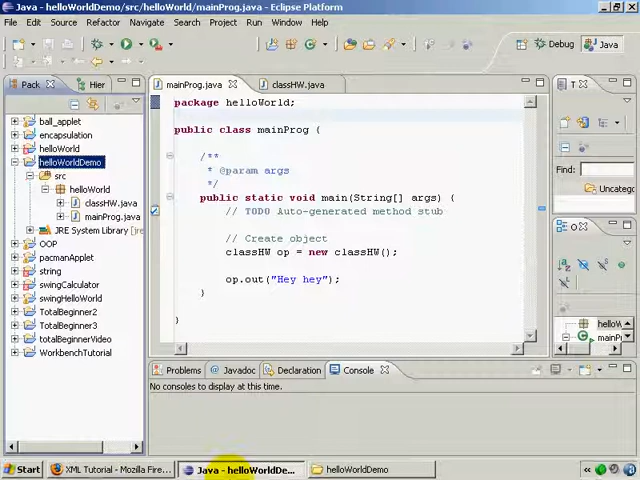 Java - helloWorldDemo/src/helloWorld/mainProg.java - Eclipse Platform
File Edit Source Refactor Navigate Search Project Run Window Help
Debug Java
Pack Hier
mainProg.java classHW.java
ball_applet
encapsulation
helloWorld
helloWorldDemo
src
helloWorld
classHW.java
mainProg.java
JRE System Library
OOP
pacmanApplet
string
swingCalculator
swingHelloWorld
TotalBeginner2
TotalBeginner3
totalBeginnerVideo
WorkbenchTutorial
package helloWorld;
public class mainProg {
/**
* @param args
*/
public static void main(String[] args) {
// TODO Auto-generated method stub
// Create object
classHW op = new classHW();
op.out("Hey hey");
}
}
T
Find:
Uncateg
O
helloW
mainPr
Problems Javadoc Declaration Console
No consoles to display at this time.
Start XML Tutorial - Mozilla Fire... Java - helloWorldDe... helloWorldDemo